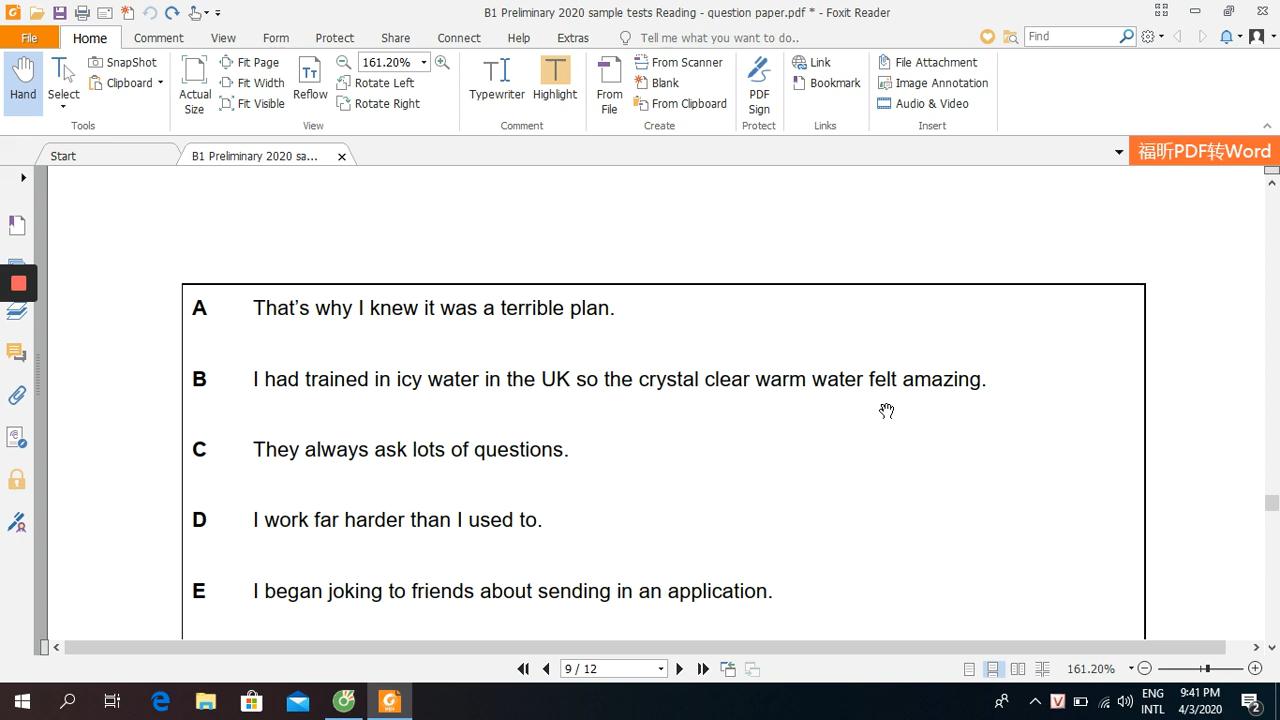 B1 Preliminary 2020 sample tests Reading - question paper.pdf * - Foxit Reader
File Home Comment View Form Protect Share Connect Help Extras Tell me what you want to do.. Find
Hand
Select
SnapShot
Clipboard
Tools
Actual Size
Fit Page
Fit Width
Fit Visible
Reflow
161.20%
Rotate Left
Rotate Right
View
Typewriter
Highlight
Comment
From File
From Scanner
Blank
From Clipboard
Create
PDF Sign
Protect
Link
Bookmark
Links
File Attachment
Image Annotation
Audio & Video
Insert
Start
B1 Preliminary 2020 sa...
福昕PDF转Word
A That's why I knew it was a terrible plan.
B I had trained in icy water in the UK so the crystal clear warm water felt amazing.
C They always ask lots of questions.
D I work far harder than I used to.
E I began joking to friends about sending in an application.
9 / 12
161.20%
ENG
INTL
9:41 PM
4/3/2020
2